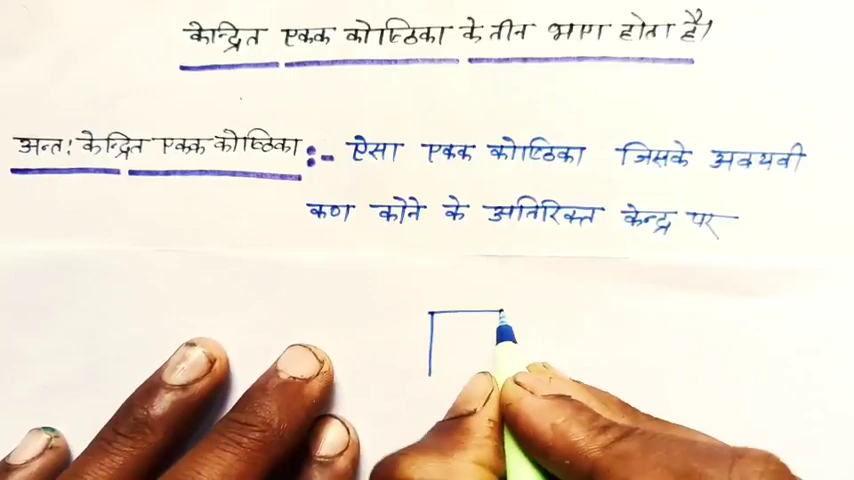 केन्द्रित एकक कोष्ठिका के तीन भाग होता है।
अन्त: केन्द्रित एकक कोष्ठिका :- ऐसा एकक कोष्ठिका जिसके अवयवी
कण कोने के अतिरिक्त केन्द्र पर